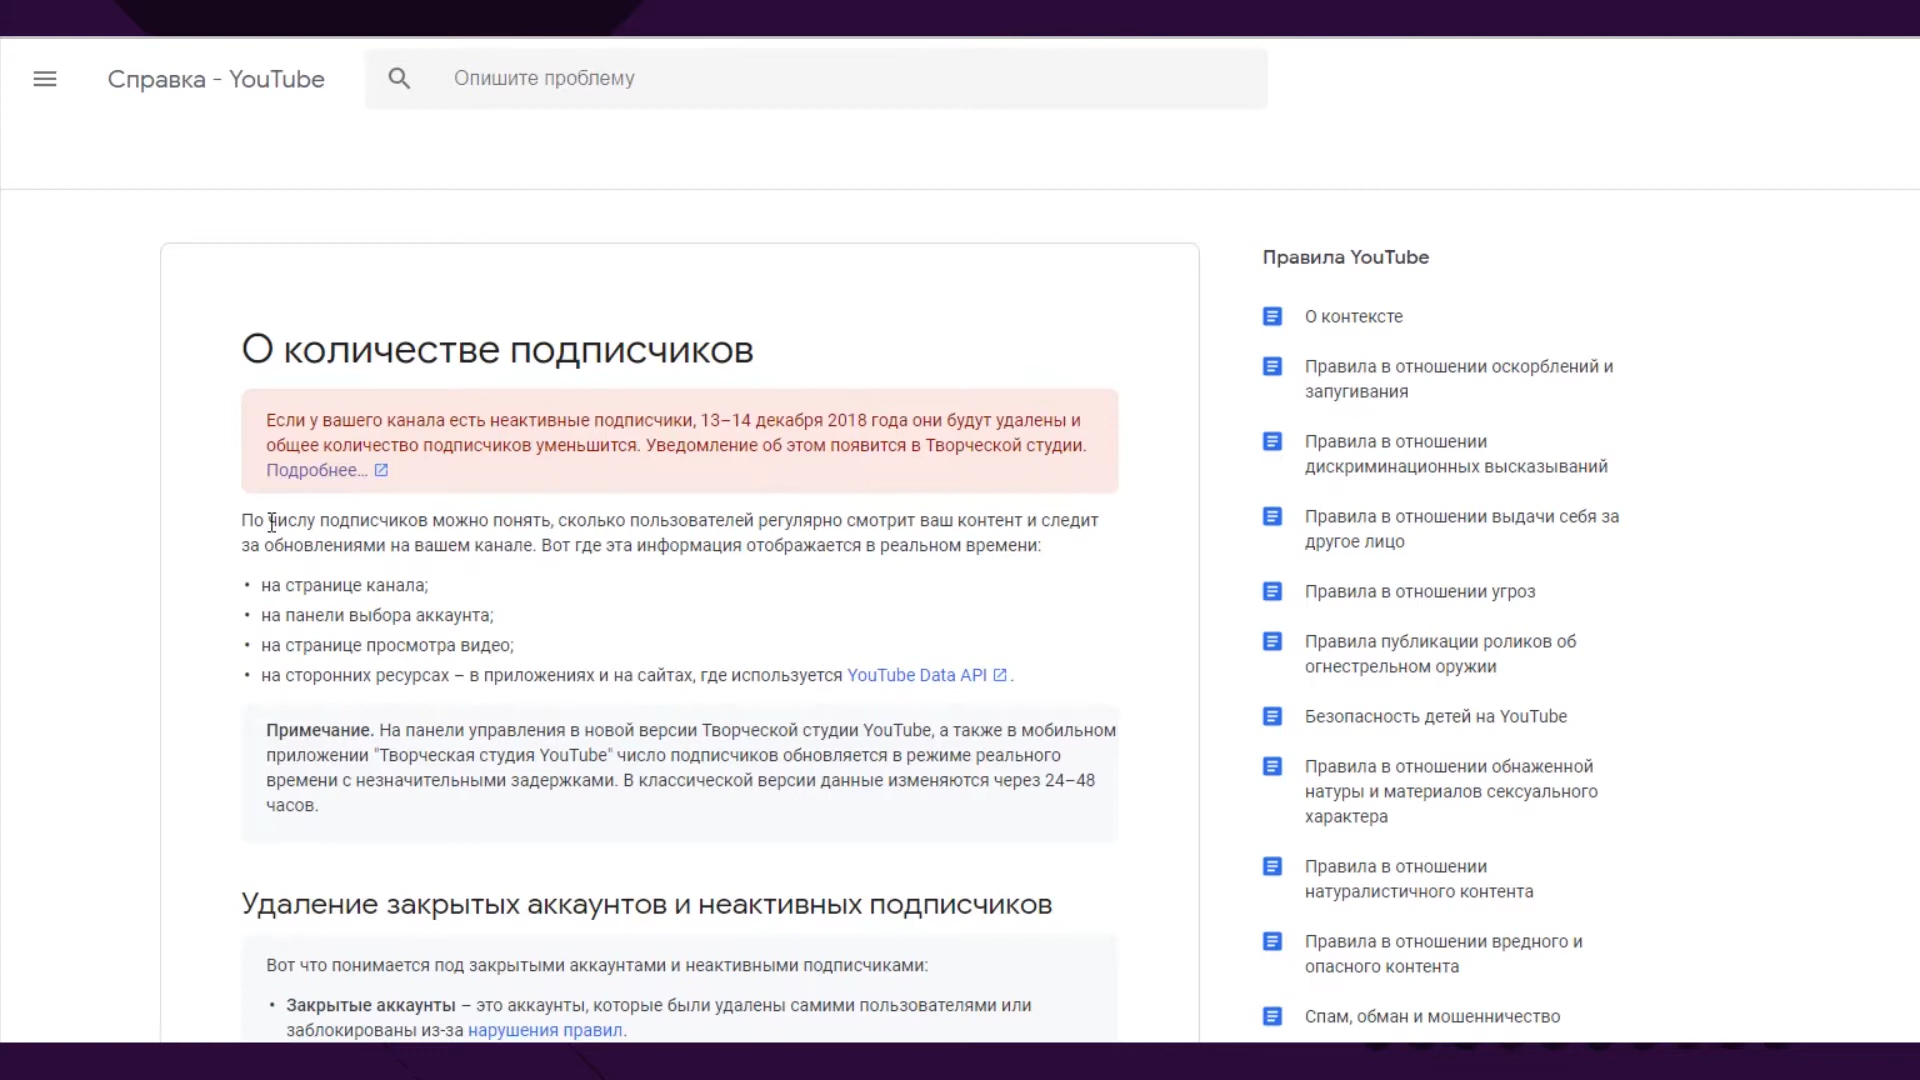 Справка - YouTube
Опишите проблему
О количестве подписчиков
Если у вашего канала есть неактивные подписчики, 13–14 декабря 2018 года они будут удалены и
общее количество подписчиков уменьшится. Уведомление об этом появится в Творческой студии.
Подробнее...
По числу подписчиков можно понять, сколько пользователей регулярно смотрит ваш контент и следит
за обновлениями на вашем канале. Вот где эта информация отображается в реальном времени:
• на странице канала;
• на панели выбора аккаунта;
• на странице просмотра видео;
• на сторонних ресурсах – в приложениях и на сайтах, где используется YouTube Data API .
Примечание. На панели управления в новой версии Творческой студии YouTube, а также в мобильном
приложении "Творческая студия YouTube" число подписчиков обновляется в режиме реального
времени с незначительными задержками. В классической версии данные изменяются через 24–48
часов.
Удаление закрытых аккаунтов и неактивных подписчиков
Вот что понимается под закрытыми аккаунтами и неактивными подписчиками:
• Закрытые аккаунты – это аккаунты, которые были удалены самими пользователями или
заблокированы из-за нарушения правил.
Правила YouTube
О контексте
Правила в отношении оскорблений и
запугивания
Правила в отношении
дискриминационных высказываний
Правила в отношении выдачи себя за
другое лицо
Правила в отношении угроз
Правила публикации роликов об
огнестрельном оружии
Безопасность детей на YouTube
Правила в отношении обнаженной
натуры и материалов сексуального
характера
Правила в отношении
натуралистичного контента
Правила в отношении вредного и
опасного контента
Спам, обман и мошенничество